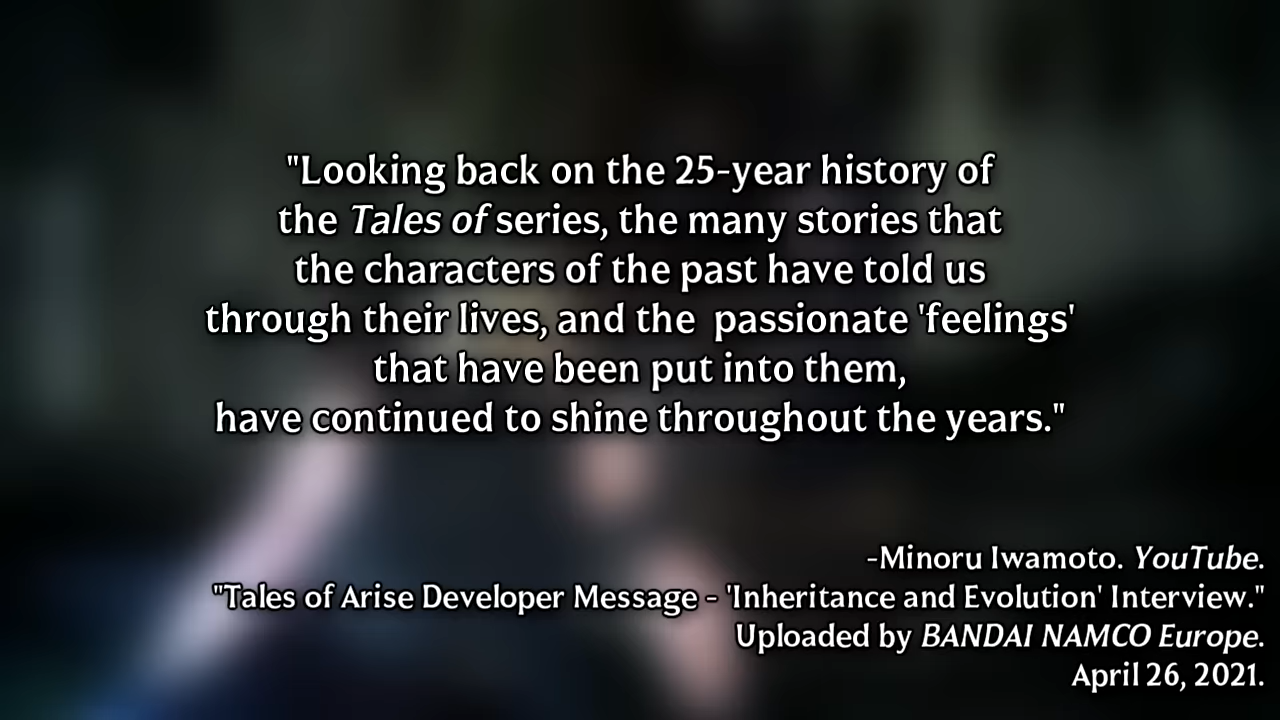 "Looking back on the 25-year history of
the Tales of series, the many stories that
the characters of the past have told us
through their lives, and the  passionate 'feelings'
that have been put into them,
have continued to shine throughout the years."
-Minoru Iwamoto. YouTube.
"Tales of Arise Developer Message - 'Inheritance and Evolution' Interview."
Uploaded by BANDAI NAMCO Europe.
April 26, 2021.